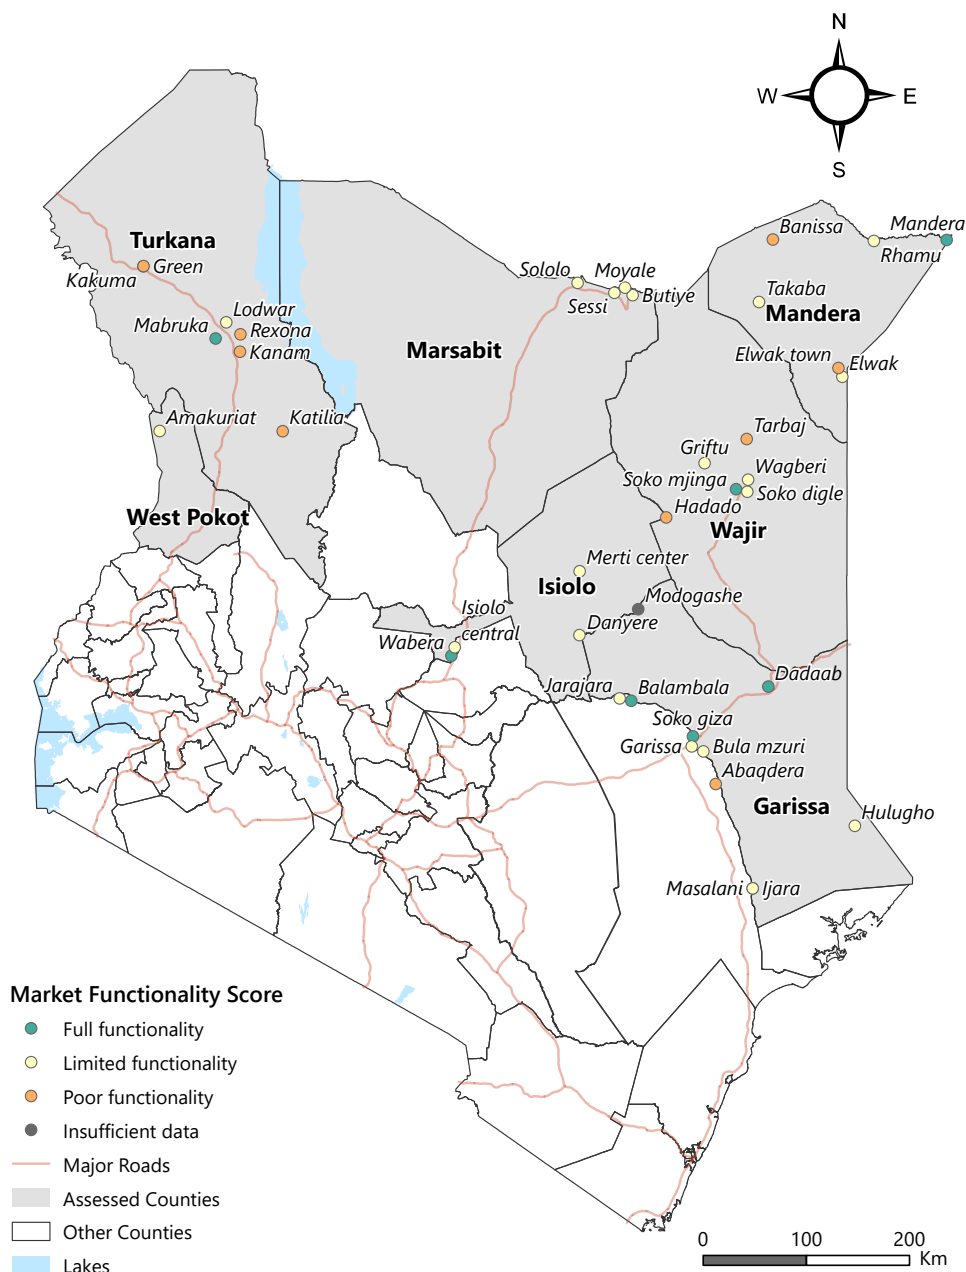 N
W
E
S
Banissa
Mandera
Rhamu
Turkana
Green
Kakuma
Sololo
Moyale
Sessi
Butiye
Takaba
Mandera
Lodwar
Mabruka
Rexona
Kanam
Marsabit
Elwak town
Elwak
Amakuriat
Katilia
Tarbaj
Griftu
Wagberi
Soko mjinga
Soko digle
Hadado
West Pokot
Wajir
Merti center
Isiolo
Modogashe
Isiolo
central
Danyere
Wabera
Dadaab
Jarajara
Balambala
Soko giza
Garissa
Bula mzuri
Abaqdera
Garissa
Hulugho
Masalani
Ijara
Market Functionality Score
Full functionality
Limited functionality
Poor functionality
Insufficient data
Major Roads
Assessed Counties
Other Counties
Lakes
0 100 200
Km